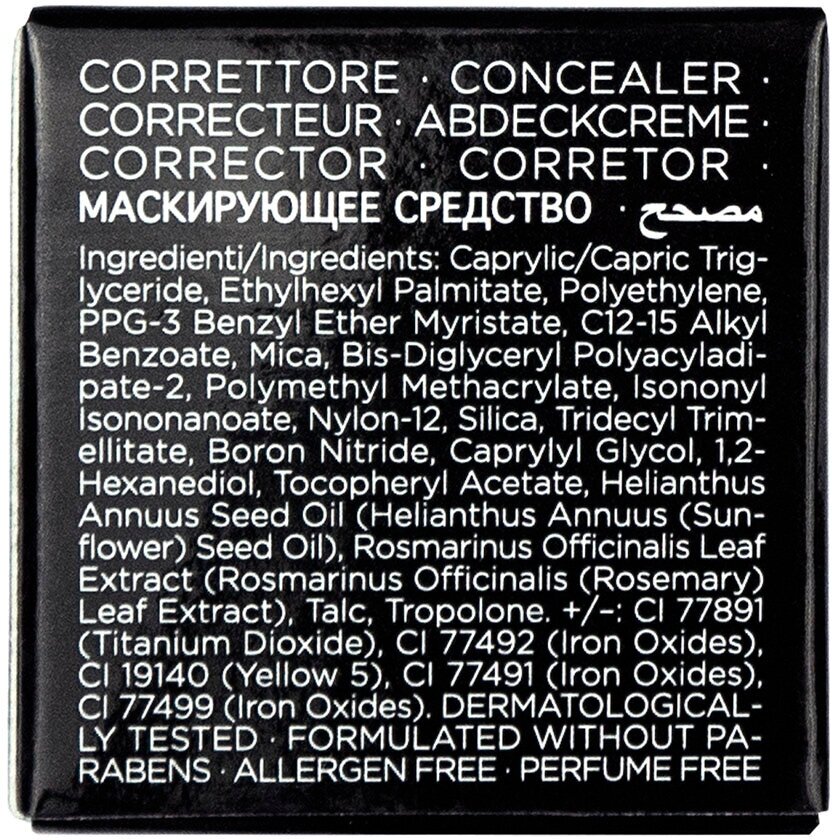 CORRETTORE · CONCEALER ·
CORRECTEUR · ABDECKCREME ·
CORRECTOR · CORRETOR ·
МАСКИРУЮЩЕЕ СРЕДСТВО · مصحح
Ingredienti/Ingredients: Caprylic/Capric Trig-
lyceride, Ethylhexyl Palmitate, Polyethylene,
PPG-3 Benzyl Ether Myristate, C12-15 Alkyl
Benzoate, Mica, Bis-Diglyceryl Polyacyladi-
pate-2, Polymethyl Methacrylate, Isononyl
Isononanoate, Nylon-12, Silica, Tridecyl Trim-
ellitate, Boron Nitride, Caprylyl Glycol, 1,2-
Hexanediol, Tocopheryl Acetate, Helianthus
Annuus Seed Oil (Helianthus Annuus (Sun-
flower) Seed Oil), Rosmarinus Officinalis Leaf
Extract (Rosmarinus Officinalis (Rosemary)
Leaf Extract), Talc, Tropolone. +/–: CI 77891
(Titanium Dioxide), CI 77492 (Iron Oxides),
CI 19140 (Yellow 5), CI 77491 (Iron Oxides),
CI 77499 (Iron Oxides). DERMATOLOGICAL-
LY TESTED · FORMULATED WITHOUT PA-
RABENS · ALLERGEN FREE · PERFUME FREE